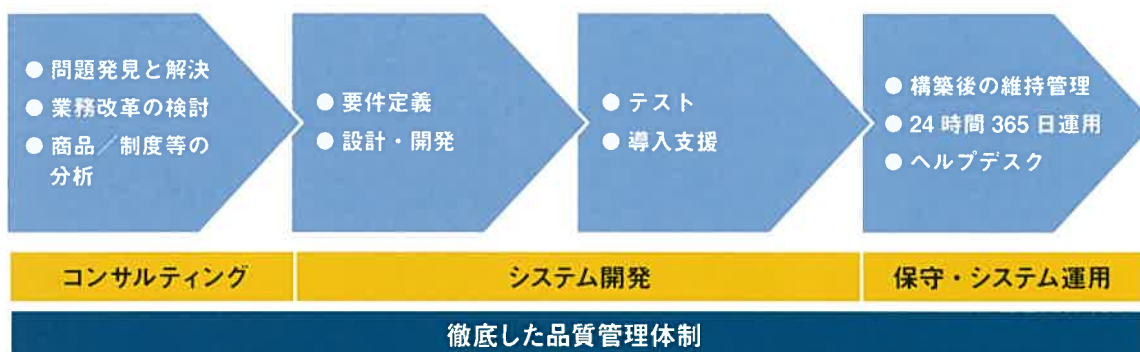 ● 問題発見と解決
● 業務改革の検討
● 商品／制度等の
分析
● 要件定義
● 設計・開発
● テスト
● 導入支援
● 構築後の維持管理
● 24 時間 365 日運用
● ヘルプデスク
コンサルティング
システム開発
保守・システム運用
徹底した品質管理体制